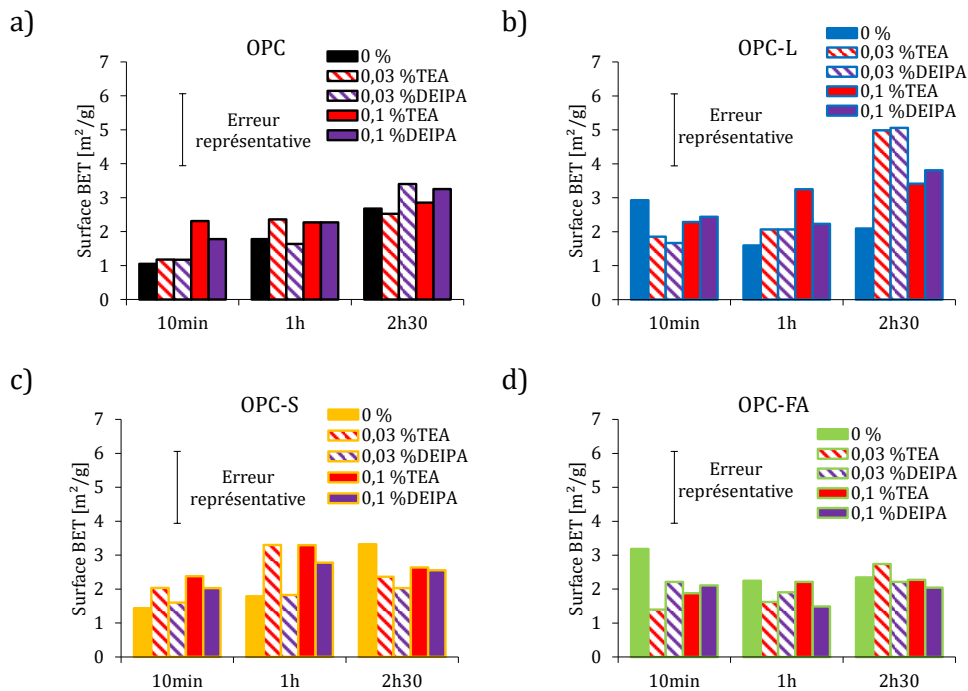 a)
OPC
Surface BET [m²/g]
7
6
5
4
3
2
1
0
Erreur
représentative
0 %
0,03 %TEA
0,03 %DEIPA
0,1 %TEA
0,1 %DEIPA
10min
1h
2h30
b)
OPC-L
Surface BET [m²/g]
7
6
5
4
3
2
1
0
Erreur
représentative
0 %
0,03 %TEA
0,03 %DEIPA
0,1 %TEA
0,1 %DEIPA
10min
1h
2h30
c)
OPC-S
Surface BET [m²/g]
7
6
5
4
3
2
1
0
Erreur
représentative
0 %
0,03 %TEA
0,03 %DEIPA
0,1 %TEA
0,1 %DEIPA
10min
1h
2h30
d)
OPC-FA
Surface BET [m²/g]
7
6
5
4
3
2
1
0
Erreur
représentative
0 %
0,03 %TEA
0,03 %DEIPA
0,1 %TEA
0,1 %DEIPA
10min
1h
2h30